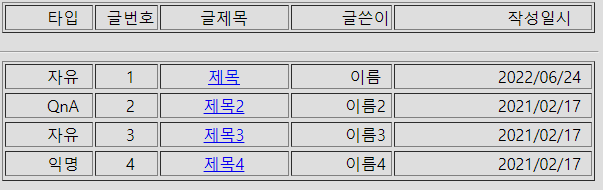 타입 글번호 글제목 글쓴이 작성일시
자유 1 제목 이름 2022/06/24
QnA 2 제목2 이름2 2021/02/17
자유 3 제목3 이름3 2021/02/17
익명 4 제목4 이름4 2021/02/17